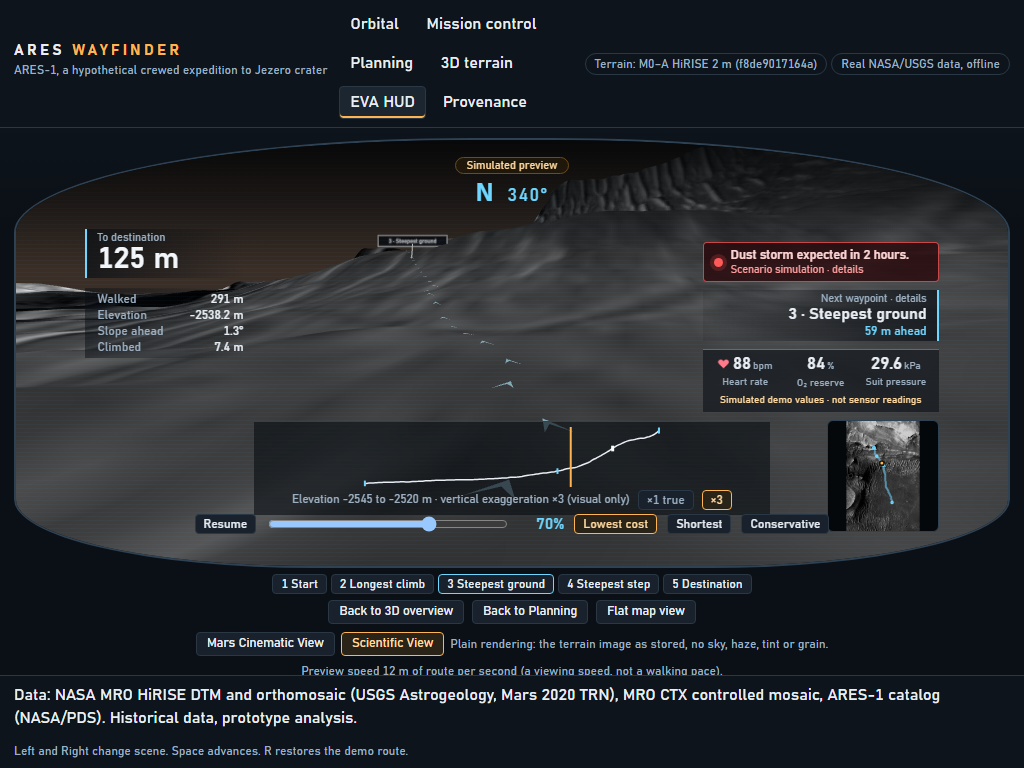 ARES WAYFINDER
ARES-1, a hypothetical crewed expedition to Jezero crater
Orbital
Mission control
Planning
3D terrain
EVA HUD
Provenance
Terrain: M0–A HiRISE 2 m (f8de9017164a)
Real NASA/USGS data, offline
Simulated preview
N 340°
To destination
125 m
Walked 291 m
Elevation -2538.2 m
Slope ahead 1.3°
Climbed 7.4 m
3 · Steepest ground
Dust storm expected in 2 hours.
Scenario simulation · details
Next waypoint · details
3 · Steepest ground
59 m ahead
88 bpm
Heart rate
84 %
O₂ reserve
29.6 kPa
Suit pressure
Simulated demo values · not sensor readings
Elevation -2545 to -2520 m · vertical exaggeration ×3 (visual only)
×1 true
×3
Resume
70%
Lowest cost
Shortest
Conservative
1 Start
2 Longest climb
3 Steepest ground
4 Steepest step
5 Destination
Back to 3D overview
Back to Planning
Flat map view
Mars Cinematic View
Scientific View
Plain rendering: the terrain image as stored, no sky, haze, tint or grain.
Preview speed 12 m of route per second (a viewing speed, not a walking pace).
Data: NASA MRO HiRISE DTM and orthomosaic (USGS Astrogeology, Mars 2020 TRN), MRO CTX controlled mosaic, ARES-1 catalog
(NASA/PDS). Historical data, prototype analysis.
Left and Right change scene. Space advances. R restores the demo route.